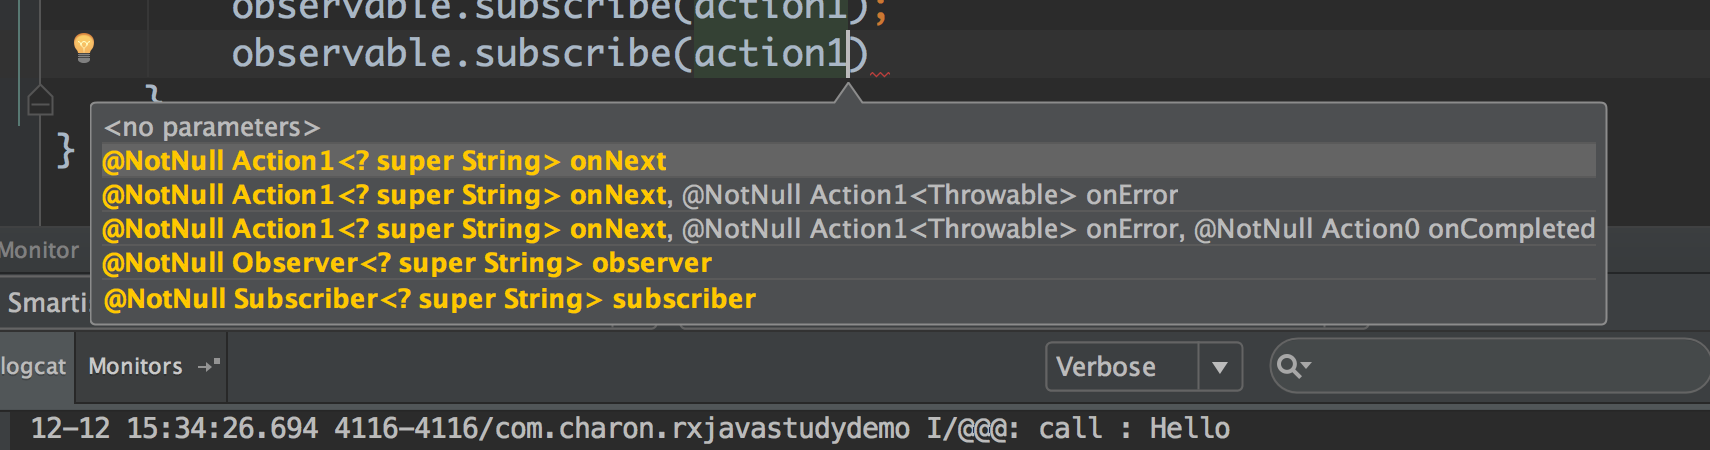 observable.subscribe(action1);
observable.subscribe(action1)
}
<no parameters>
@NotNull Action1<? super String> onNext
}
@NotNull Action1<? super String> onNext, @NotNull Action1<Throwable> onError
@NotNull Action1<? super String> onNext, @NotNull Action1<Throwable> onError, @NotNull Action0 onCompleted
Monitor
@NotNull Observer<? super String> observer
Smarti
@NotNull Subscriber<? super String> subscriber
logcat Monitors Verbose
12-12 15:34:26.694 4116-4116/com.charon.rxjavastudydemo I/@@@: call : Hello